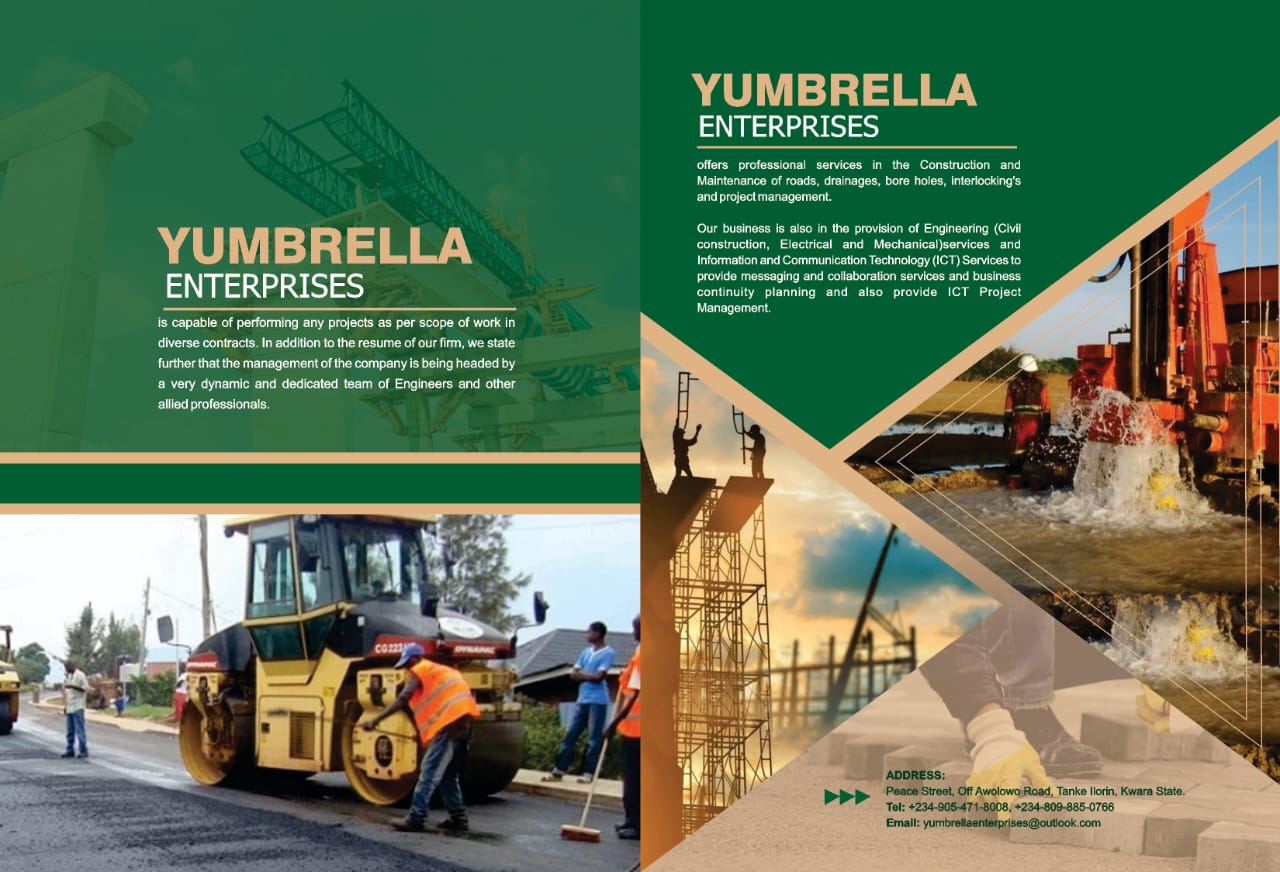 YUMBRELLA
ENTERPRISES
is capable of performing any projects as per scope of work in
diverse contracts. In addition to the resume of our firm, we state
further that the management of the company is being headed by
a very dynamic and dedicated team of Engineers and other
allied professionals.
DYNAPAC
CG223HF
DYNAPAC
YUMBRELLA
ENTERPRISES
offers professional services in the Construction and
Maintenance of roads, drainages, bore holes, interlocking's
and project management.
Our business is also in the provision of Engineering (Civil
construction, Electrical and Mechanical)services and
Information and Communication Technology (ICT) Services to
provide messaging and collaboration services and business
continuity planning and also provide ICT Project
Management.
ADDRESS:
Peace Street, Off Awolowo Road, Tanke Ilorin, Kwara State.
Tel: +234-905-471-8008, +234-809-885-0766
Email: yumbrellaenterprises@outlook.com